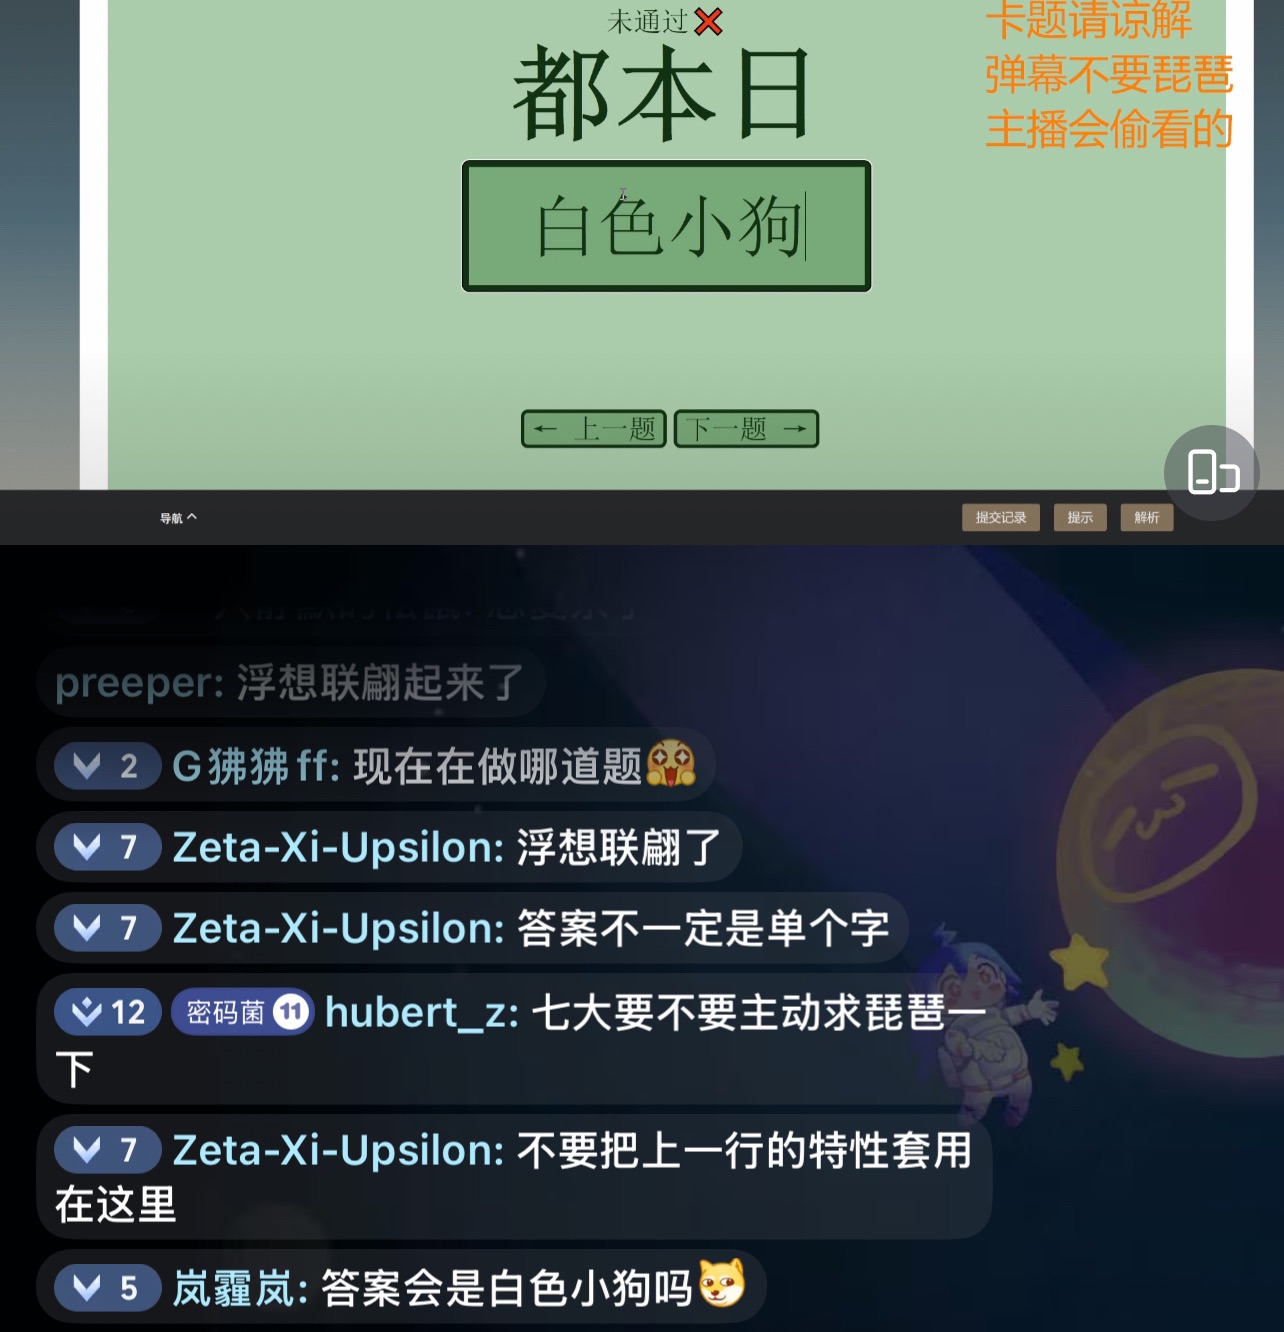 未通过❌
都本日
白色小狗
← 上一题
下一题 →
卡题请谅解
弹幕不要琵琶
主播会偷看的
导航
提交记录
提示
解析
preeper: 浮想联翩起来了
2 G狒狒ff: 现在在做哪道题
7 Zeta-Xi-Upsilon: 浮想联翩了
7 Zeta-Xi-Upsilon: 答案不一定是单个字
12 密码菌 11 hubert_z: 七大要不要主动求琵琶一
下
7 Zeta-Xi-Upsilon: 不要把上一行的特性套用
在这里
5 岚霾岚: 答案会是白色小狗吗